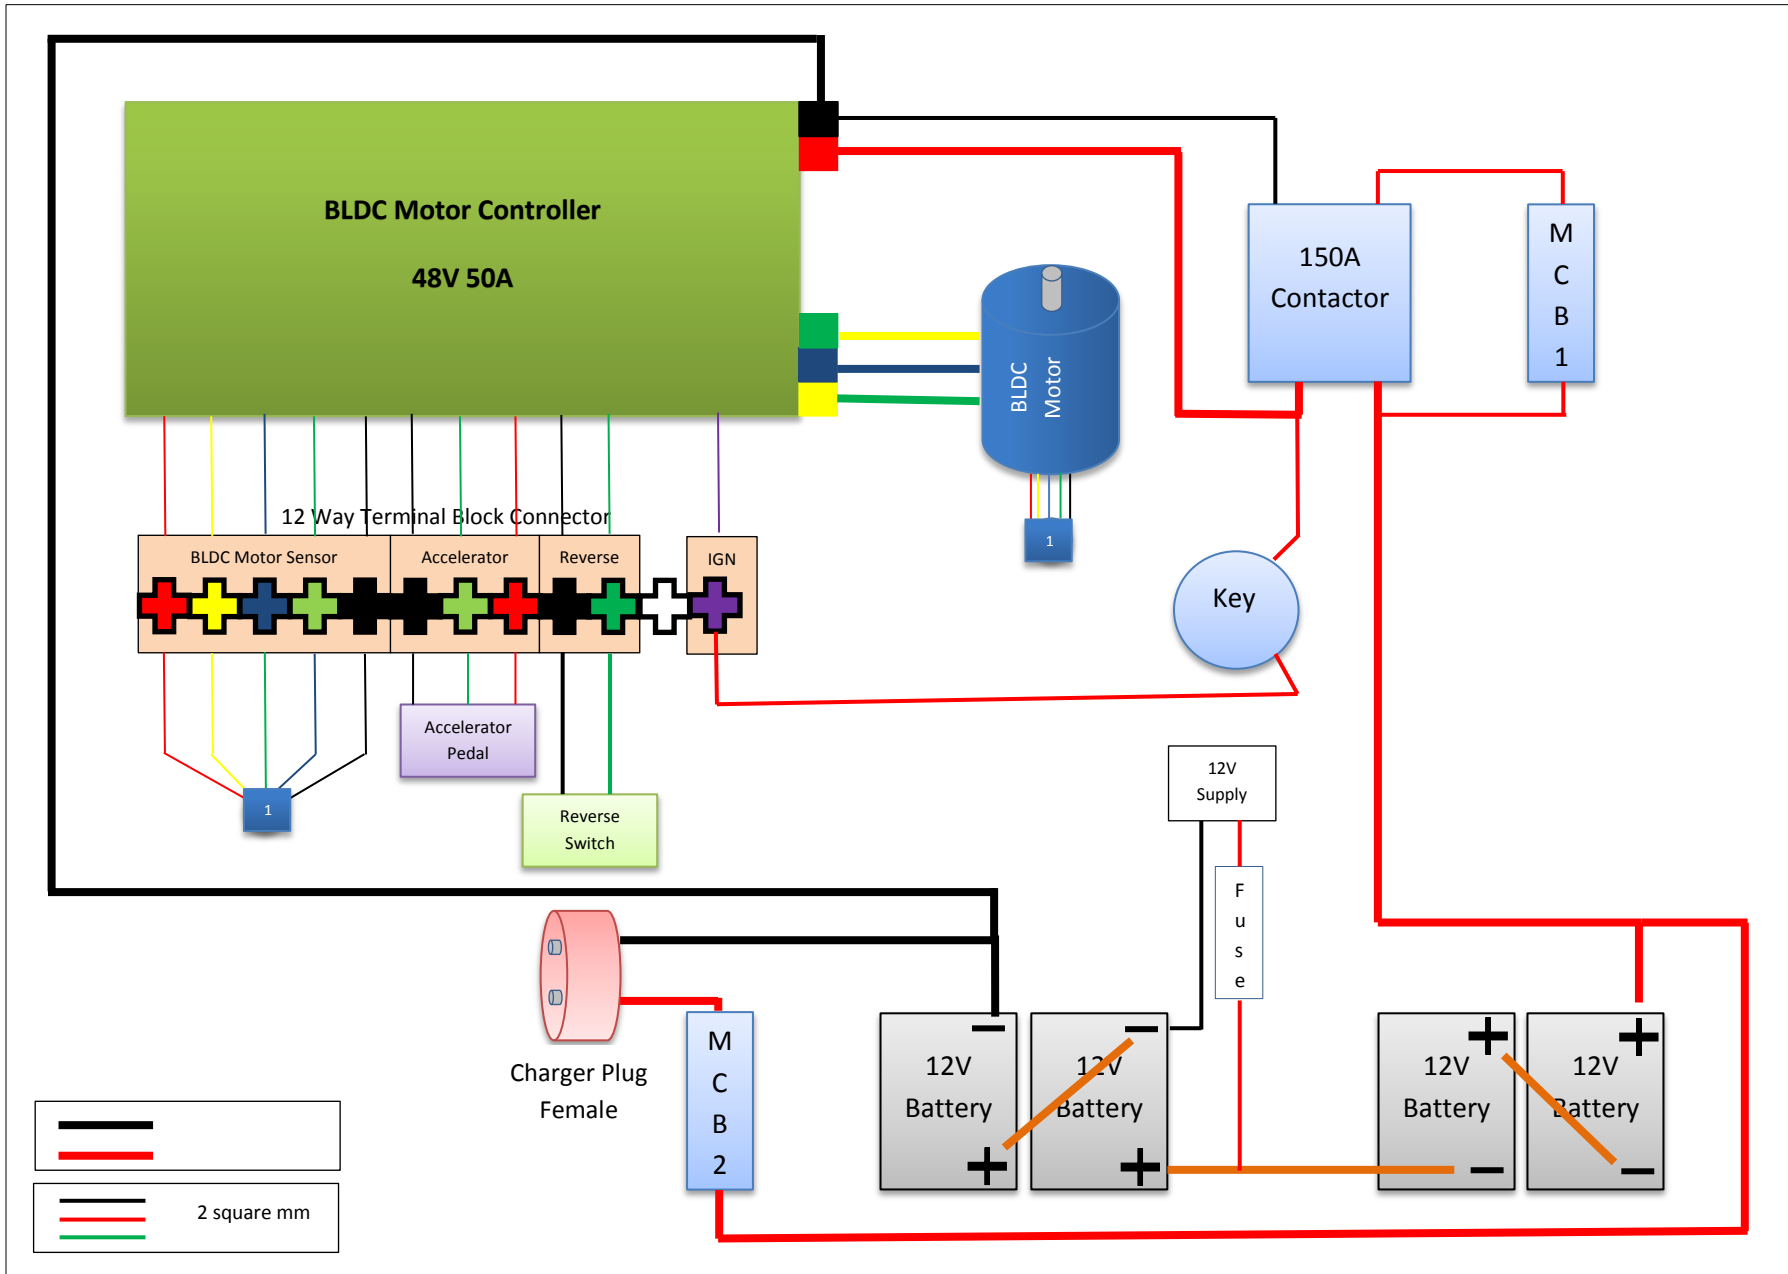 BLDC Motor Controller
48V 50A
150A
Contactor
M
C
B
1
BLDC
Motor
1
12 Way Terminal Block Connector
BLDC Motor Sensor
Accelerator
Reverse
IGN
Key
Accelerator
Pedal
1
Reverse
Switch
12V
Supply
F
u
s
e
Charger Plug
Female
M
C
B
2
12V
Battery
12V
Battery
12V
Battery
12V
Battery
2 square mm